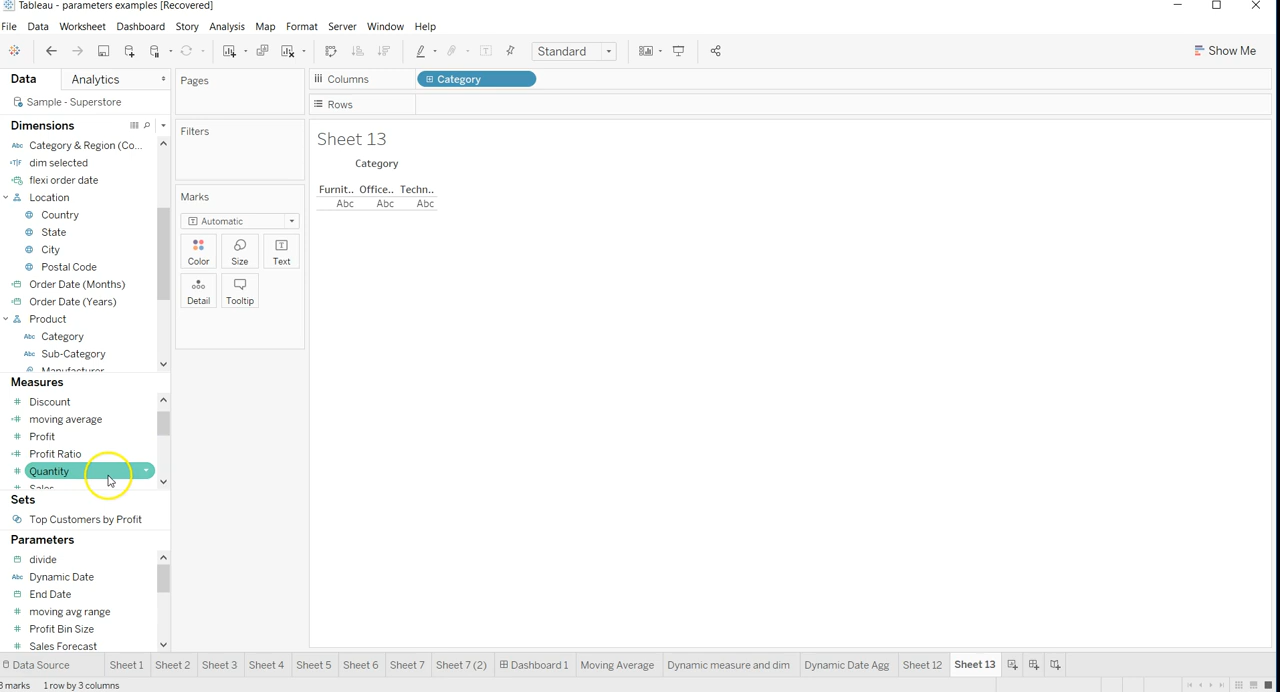 Tableau - parameters examples [Recovered]
File Data Worksheet Dashboard Story Analysis Map Format Server Window Help
Standard
Show Me
Data Analytics
Sample - Superstore
Dimensions
Abc Category & Region (Co...
T|F dim selected
flexi order date
Location
Country
State
City
Postal Code
Order Date (Months)
Order Date (Years)
Product
Abc Category
Abc Sub-Category
Manufacturer
Measures
# Discount
# moving average
# Profit
# Profit Ratio
# Quantity
Sales
Sets
Top Customers by Profit
Parameters
divide
Abc Dynamic Date
End Date
# moving avg range
# Profit Bin Size
# Sales Forecast
Pages
Filters
Marks
T Automatic
Color Size Text
Detail Tooltip
Columns Category
Rows
Sheet 13
Category
Furnit.. Office.. Techn..
Abc Abc Abc
Data Source Sheet 1 Sheet 2 Sheet 3 Sheet 4 Sheet 5 Sheet 6 Sheet 7 Sheet 7 (2) Dashboard 1 Moving Average Dynamic measure and dim Dynamic Date Agg Sheet 12 Sheet 13
3 marks 1 row by 3 columns